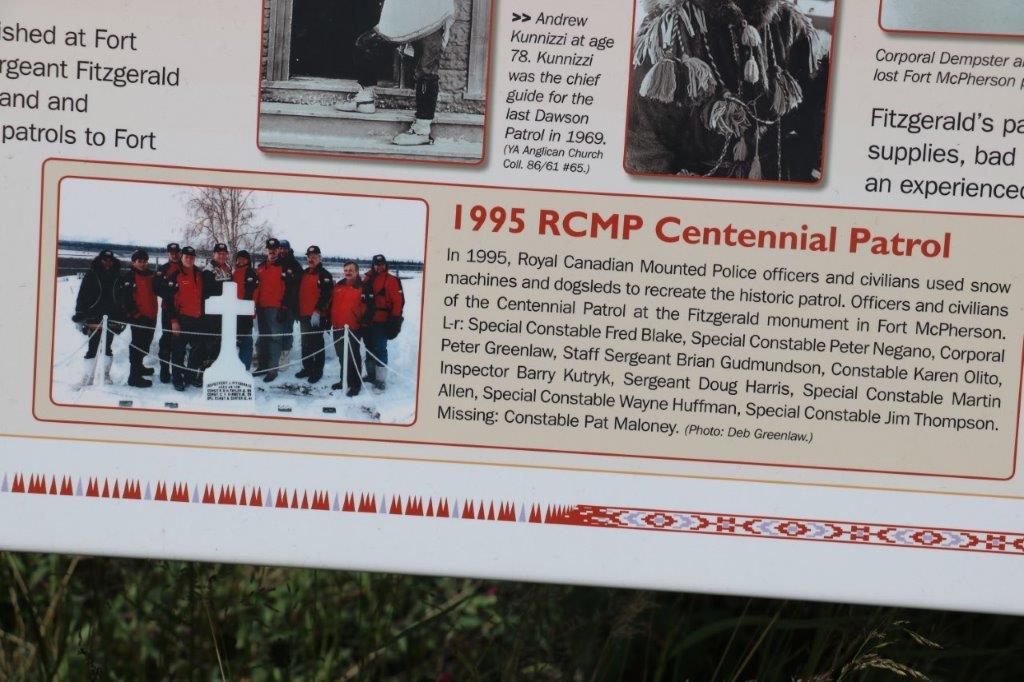 ished at Fort
rgeant Fitzgerald
and and
patrols to Fort
>> Andrew
Kunnizzi at age
78. Kunnizzi
was the chief
guide for the
last Dawson
Patrol in 1969.
(YA Anglican Church
Coll. 86/61 #65.)
Corporal Dempster a
lost Fort McPherson p
Fitzgerald's pa
supplies, bad
an experienced
1995 RCMP Centennial Patrol
In 1995, Royal Canadian Mounted Police officers and civilians used snow
machines and dogsleds to recreate the historic patrol. Officers and civilians
of the Centennial Patrol at the Fitzgerald monument in Fort McPherson.
L-r: Special Constable Fred Blake, Special Constable Peter Negano, Corporal
Peter Greenlaw, Staff Sergeant Brian Gudmundson, Constable Karen Olito,
Inspector Barry Kutryk, Sergeant Doug Harris, Special Constable Martin
Allen, Special Constable Wayne Huffman, Special Constable Jim Thompson.
Missing: Constable Pat Maloney. (Photo: Deb Greenlaw.)